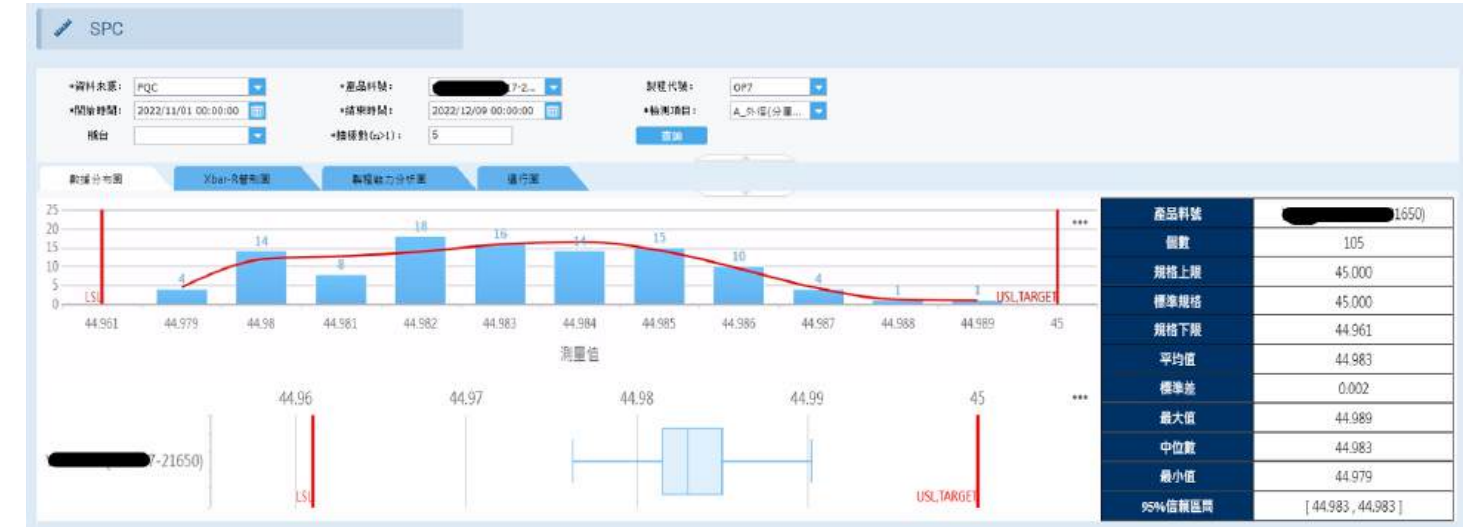 SPC
*資料來源: PQC *產品料號: 7-2... 製程代號: OP7
*開始時間: 2022/11/01 00:00:00 *結束時間: 2022/12/09 00:00:00 *檢測項目: A_外徑(分單...
機台 *抽樣數(n>1): 5 查詢
數據分布圖 Xbar-R管制圖 製程能力分析圖 運行圖
25
20
15
10
5
0
4 14 8 18 16 14 15 10 4 1 1
LSL USL,TARGET
44.961 44.979 44.98 44.981 44.982 44.983 44.984 44.985 44.986 44.987 44.988 44.989 45
測量值
44.96 44.97 44.98 44.99 45
7-21650)
LSL USL,TARGET
產品料號 1650)
個數 105
規格上限 45.000
標準規格 45.000
規格下限 44.961
平均值 44.983
標準差 0.002
最大值 44.989
中位數 44.983
最小值 44.979
95%信賴區間 [ 44.983 , 44.983 ]